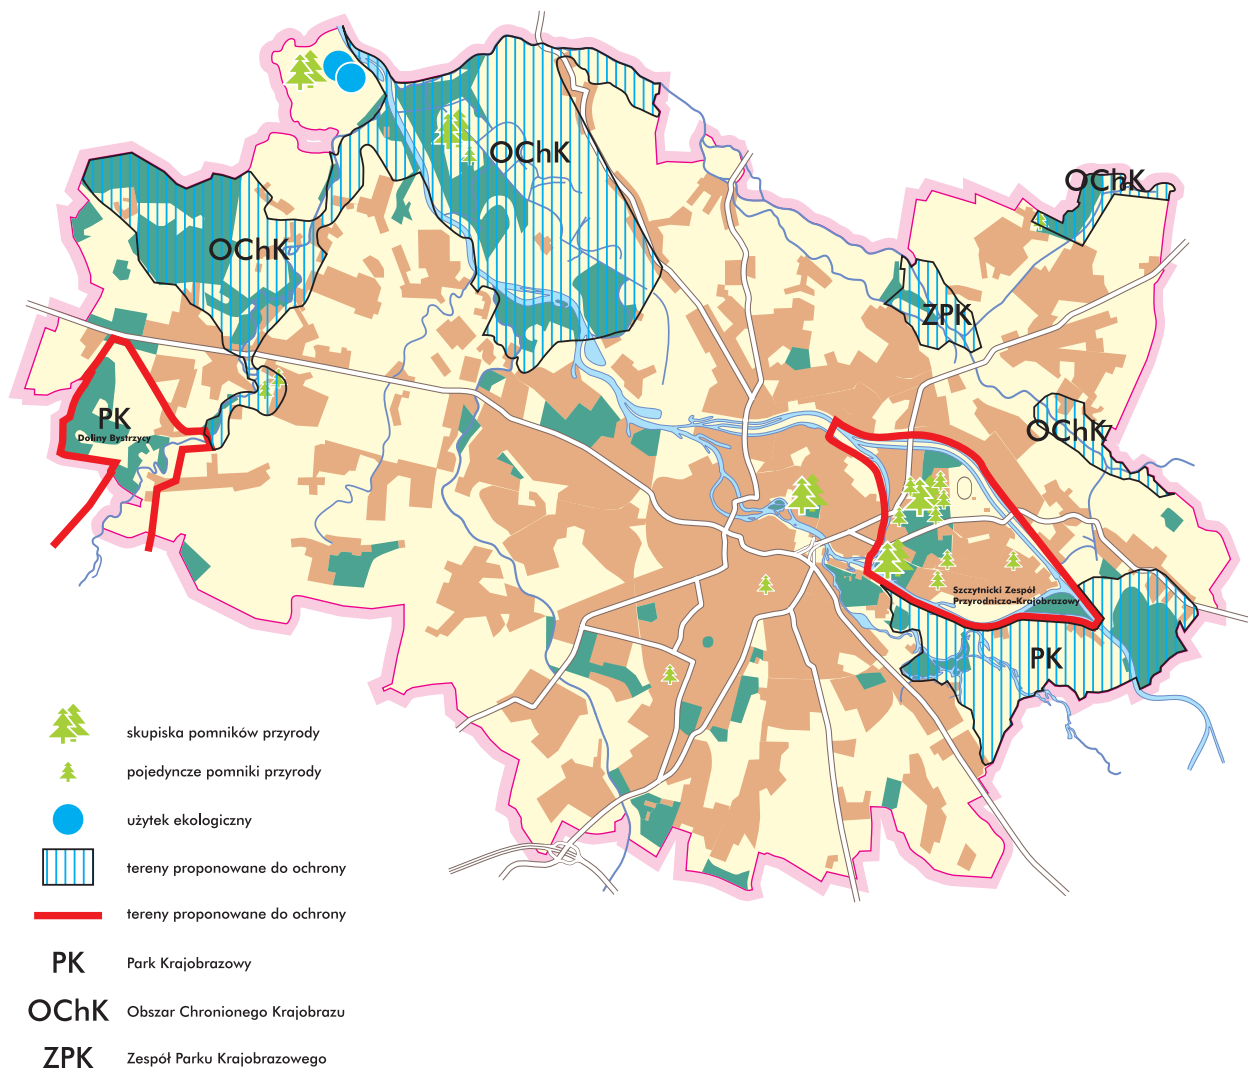 OChK
OChK
OChK
ZPK
PK
Doliny Bystrzycy
OChK
Szczytnicki Zespół
Przyrodniczo-Krajobrazowy
PK
skupiska pomników przyrody
pojedyncze pomniki przyrody
użytek ekologiczny
tereny proponowane do ochrony
tereny proponowane do ochrony
PK Park Krajobrazowy
OChK Obszar Chronionego Krajobrazu
ZPK Zespół Parku Krajobrazowego